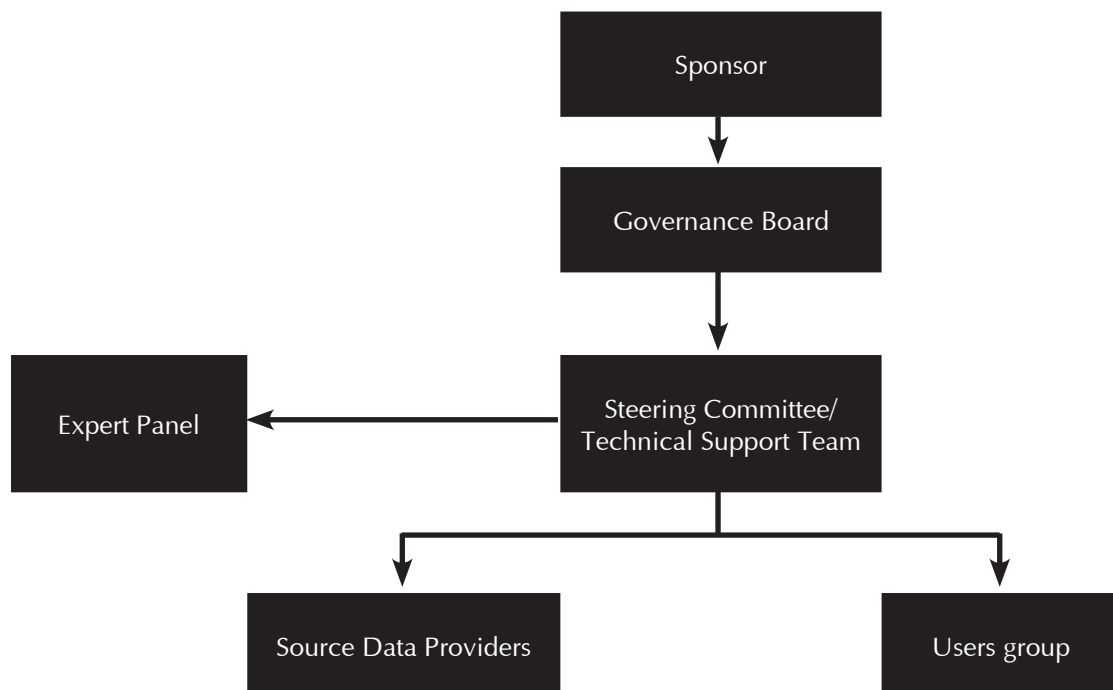 Sponsor
Governance Board
Expert Panel
Steering Committee/
Technical Support Team
Source Data Providers
Users group